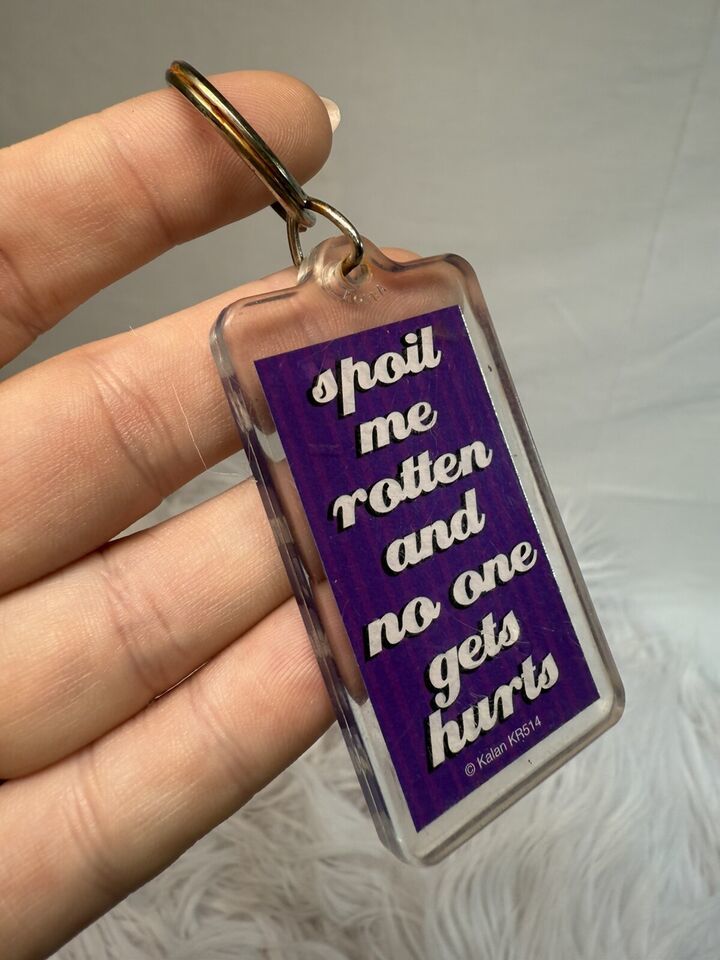 spoil
me
rotten
and
no one
gets
hurts
© Kalan KR514